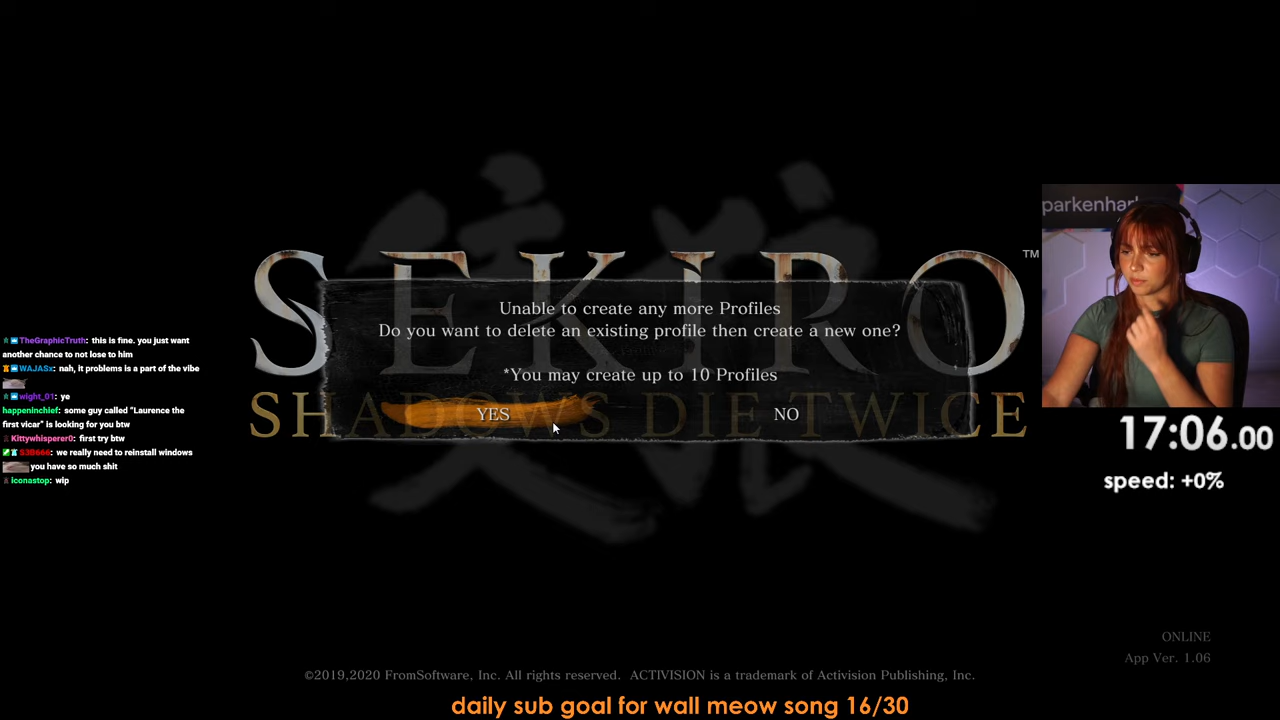 SEKIRO™
SHADOWS DIE TWICE
Unable to create any more Profiles
Do you want to delete an existing profile then create a new one?
*You may create up to 10 Profiles
YES NO
TheGraphicTruth: this is fine. you just want
another chance to not lose to him
WAJASx: nah, it problems is a part of the vibe
wight_01: ye
happeninchief: some guy called "Laurence the
first vicar" is looking for you btw
Kittywhisperer0: first try btw
S3B666: we really need to reinstall windows
you have so much shit
iconastop: wip
parkenhar
17:06.00
speed: +0%
ONLINE
App Ver. 1.06
©2019,2020 FromSoftware, Inc. All rights reserved. ACTIVISION is a trademark of Activision Publishing, Inc.
daily sub goal for wall meow song 16/30